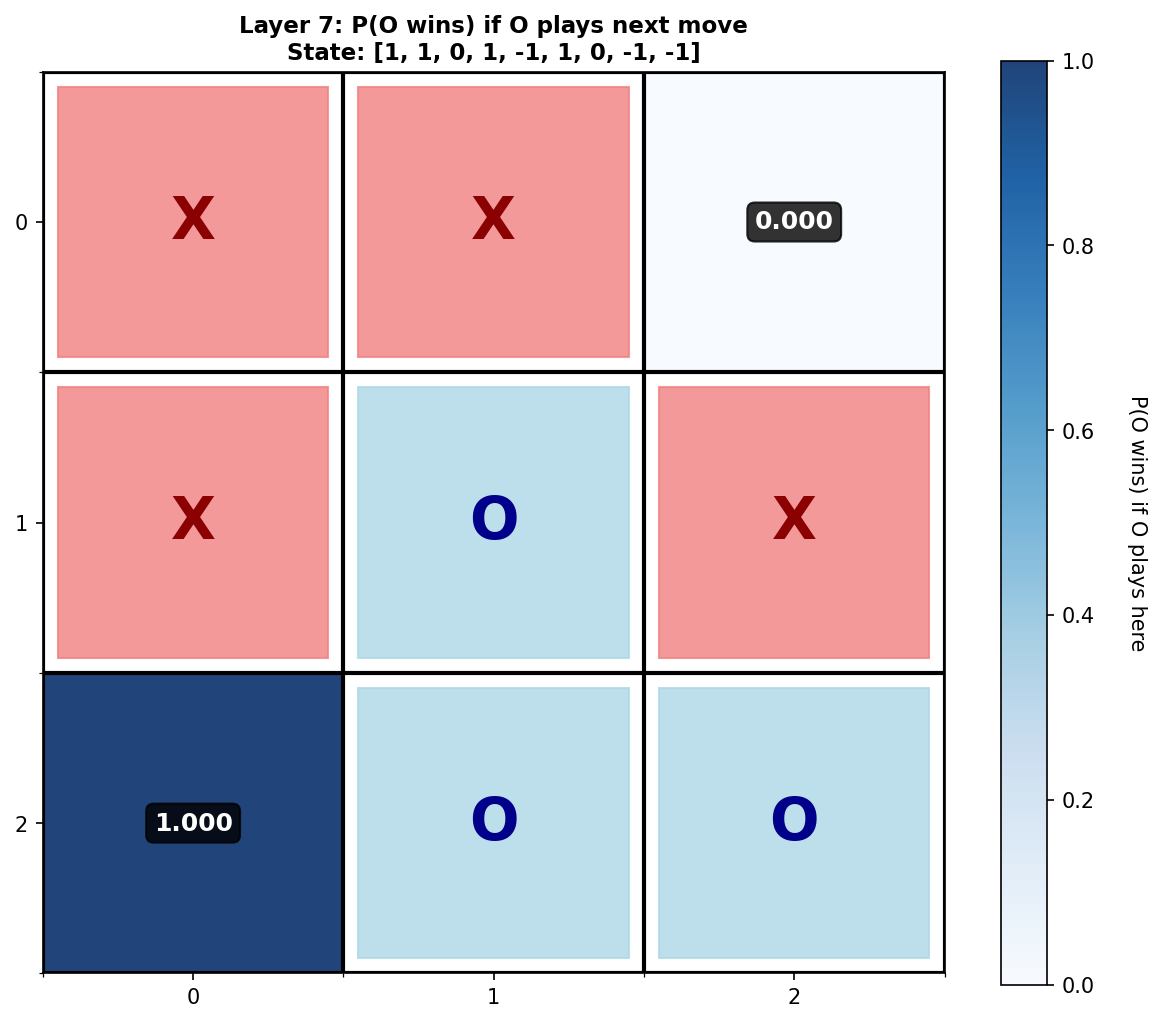 Layer 7: P(O wins) if O plays next move
State: [1, 1, 0, 1, -1, 1, 0, -1, -1]
X
X
0.000
X
O
X
1.000
O
O
0
1
2
0
1
2
1.0
0.8
0.6
0.4
0.2
0.0
P(O wins) if O plays here